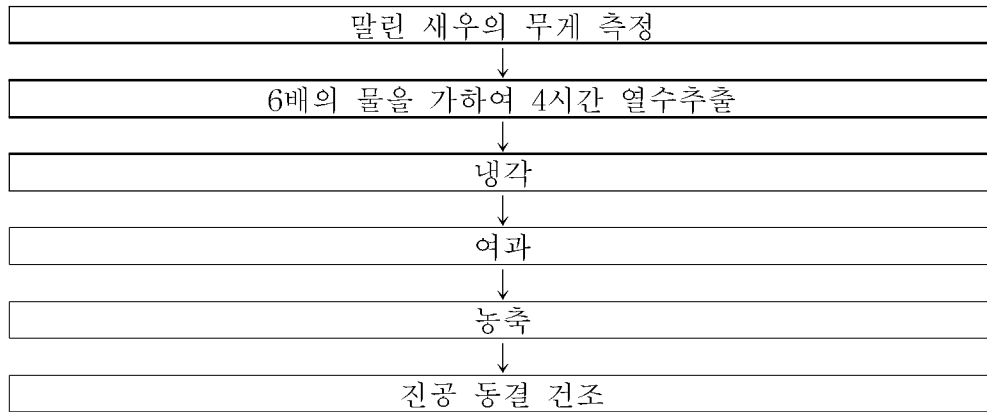 말린 새우의 무게 측정
6배의 물을 가하여 4시간 열수추출
냉각
여과
농축
진공 동결 건조